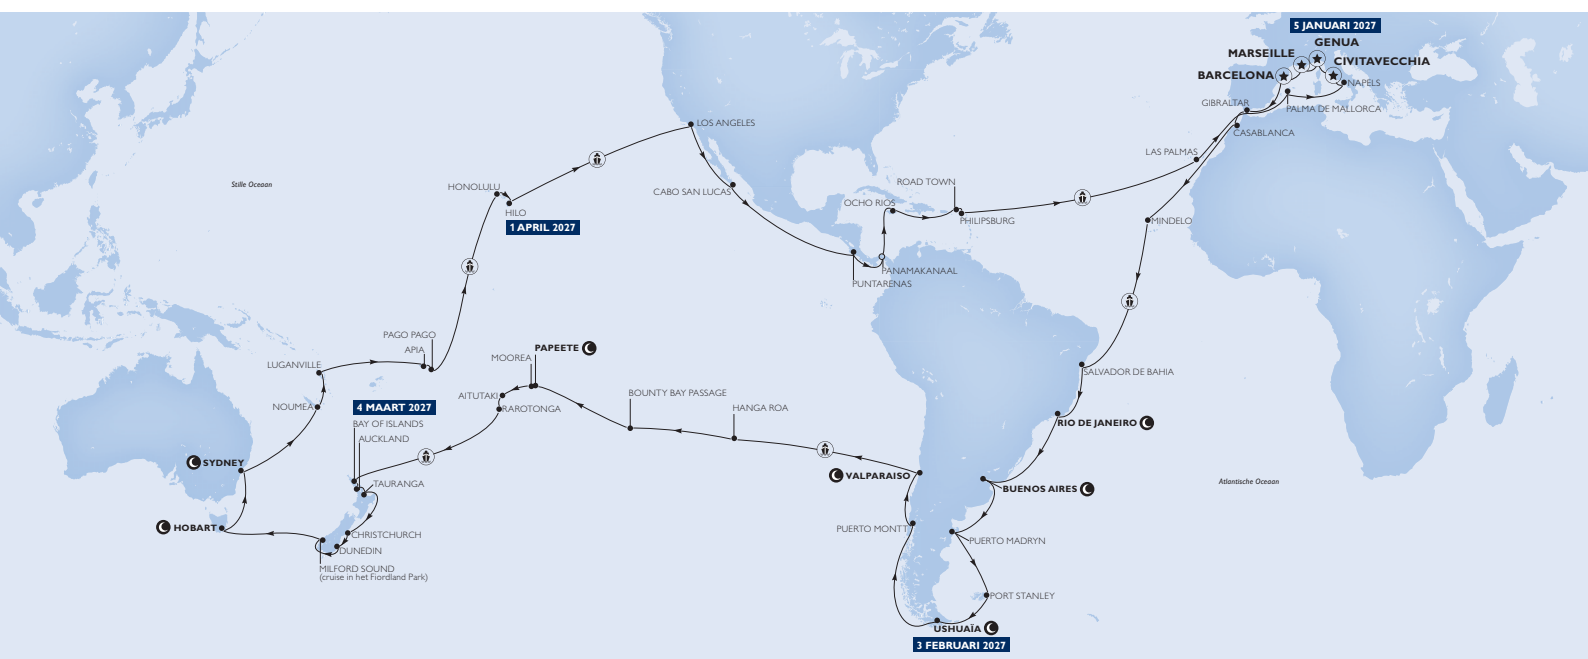 5 JANUARI 2027
GENUA
MARSEILLE
CIVITAVECCHIA
BARCELONA
NAPELS
GIBRALTAR
PALMA DE MALLORCA
CASABLANCA
LOS ANGELES
LAS PALMAS
Stille Oceaan
HONOLULU
CABO SAN LUCAS
ROAD TOWN
OCHO RIOS
HILO
PHILIPSBURG
MINDELO
1 APRIL 2027
PANAMAKANAAL
PUNTARENAS
PAGO PAGO
APIA
PAPEETE
MOOREA
LUGANVILLE
SALVADOR DE BAHIA
AITUTAKI
BOUNTY BAY PASSAGE
NOUMEA
4 MAART 2027
RAROTONGA
HANGA ROA
BAY OF ISLANDS
RIO DE JANEIRO
AUCKLAND
SYDNEY
VALPARAISO
TAURANGA
Atlantische Oceaan
BUENOS AIRES
HOBART
PUERTO MONTT
CHRISTCHURCH
PUERTO MADRYN
DUNEDIN
MILFORD SOUND
(cruise in het Fiordland Park)
PORT STANLEY
USHUAÏA
3 FEBRUARI 2027